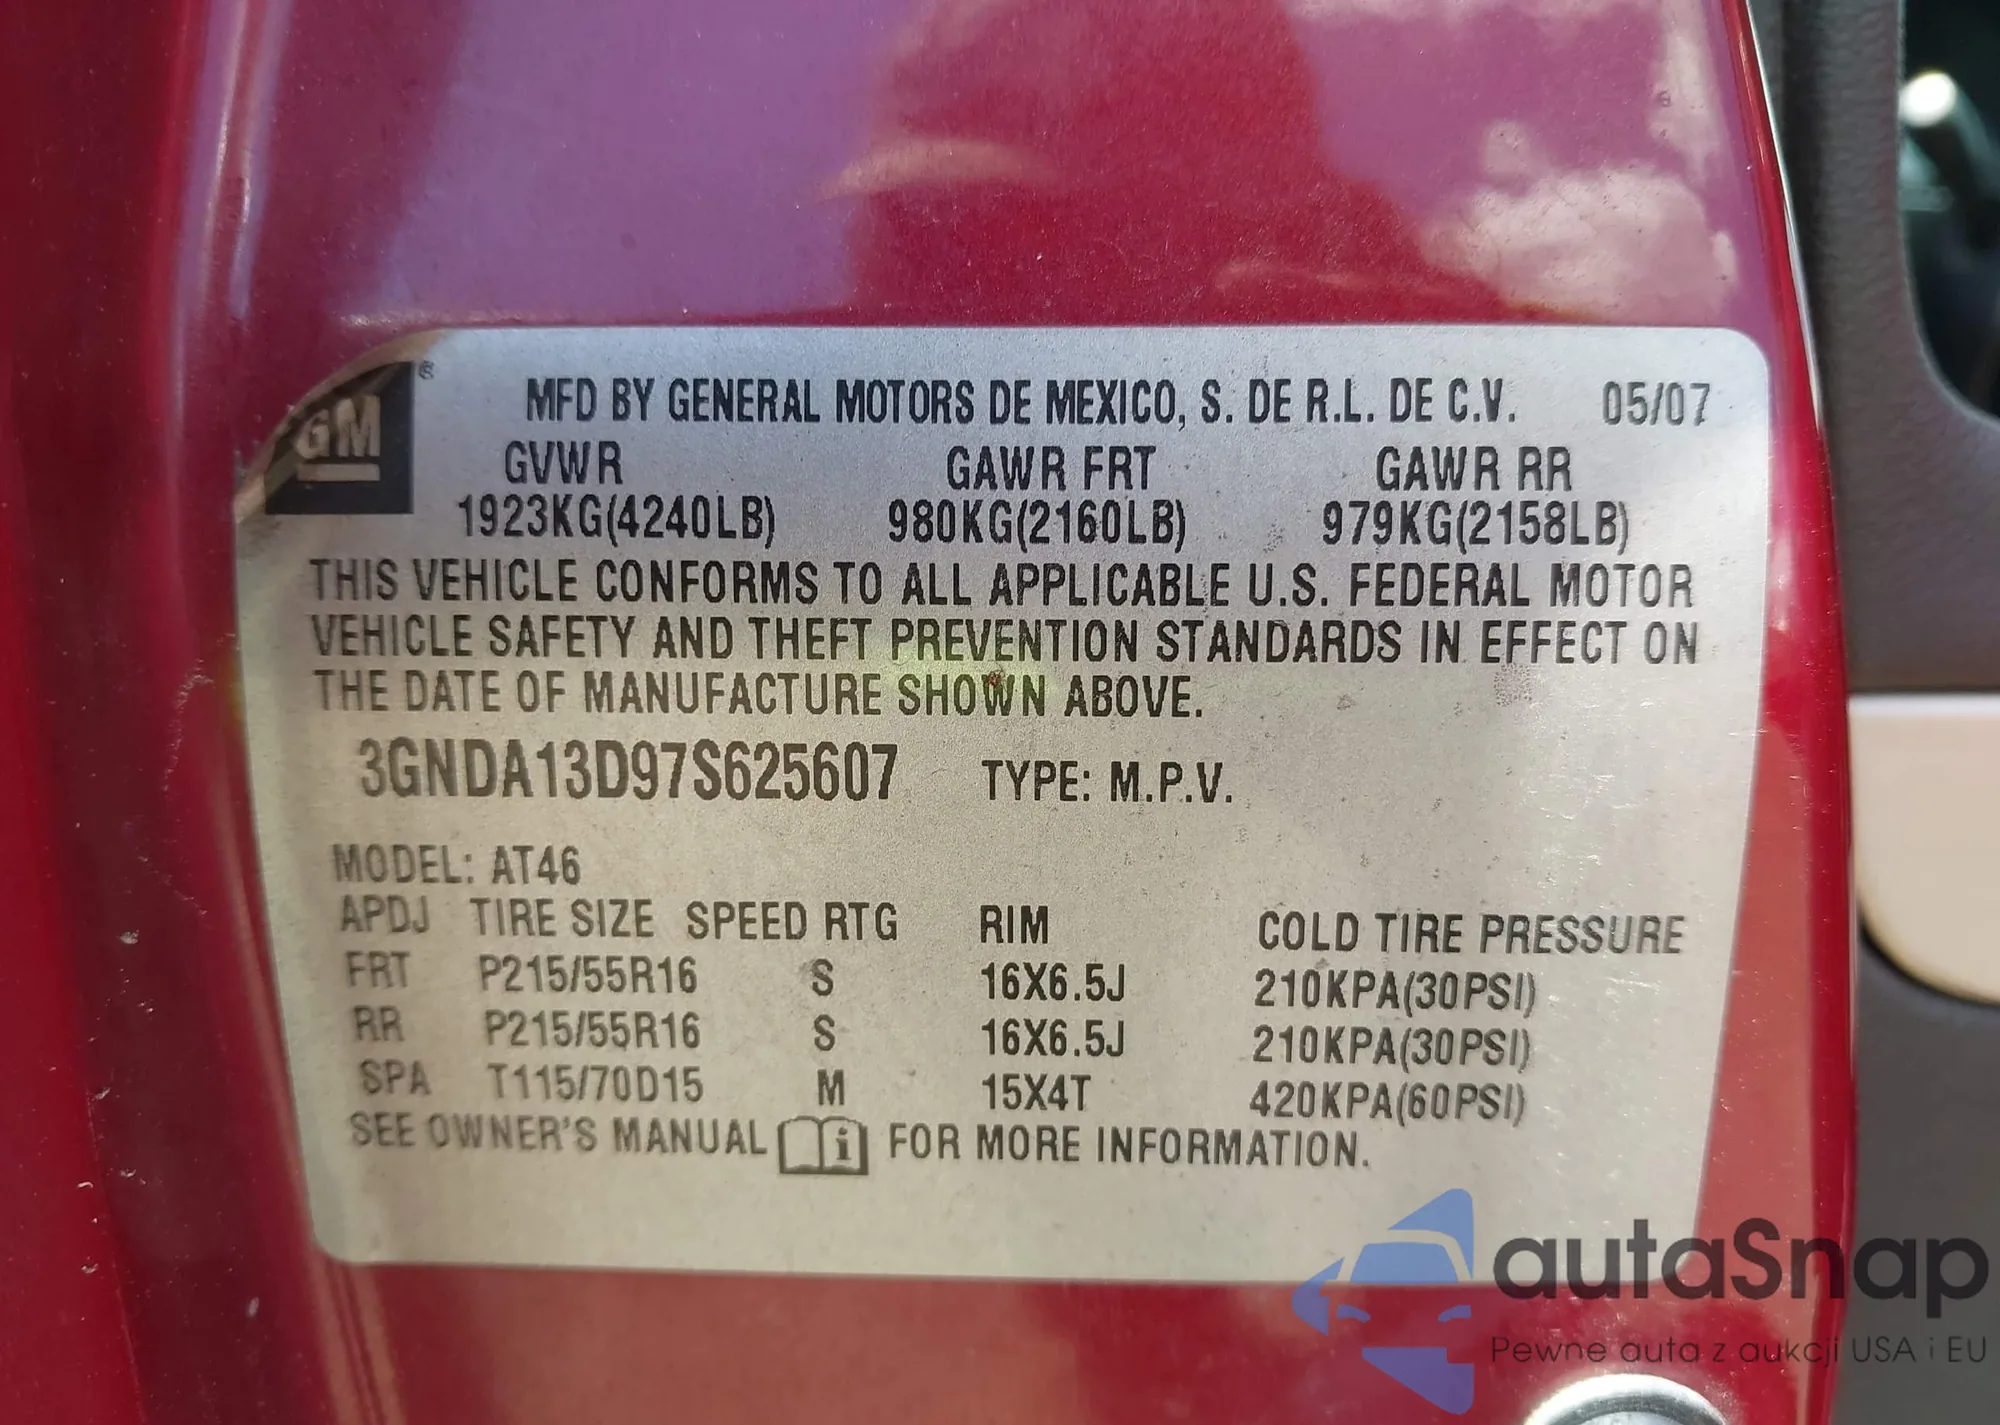 GM®
MFD BY GENERAL MOTORS DE MEXICO, S. DE R.L. DE C.V. 05/07
GVWR GAWR FRT GAWR RR
1923KG(4240LB) 980KG(2160LB) 979KG(2158LB)
THIS VEHICLE CONFORMS TO ALL APPLICABLE U.S. FEDERAL MOTOR
VEHICLE SAFETY AND THEFT PREVENTION STANDARDS IN EFFECT ON
THE DATE OF MANUFACTURE SHOWN ABOVE.
3GNDA13D97S625607 TYPE: M.P.V.
MODEL: AT46
APDJ TIRE SIZE SPEED RTG RIM COLD TIRE PRESSURE
FRT P215/55R16 S 16X6.5J 210KPA(30PSI)
RR P215/55R16 S 16X6.5J 210KPA(30PSI)
SPA T115/70D15 M 15X4T 420KPA(60PSI)
SEE OWNER'S MANUAL i FOR MORE INFORMATION.
autaSnap
Pewne auta z aukcji USA i EU